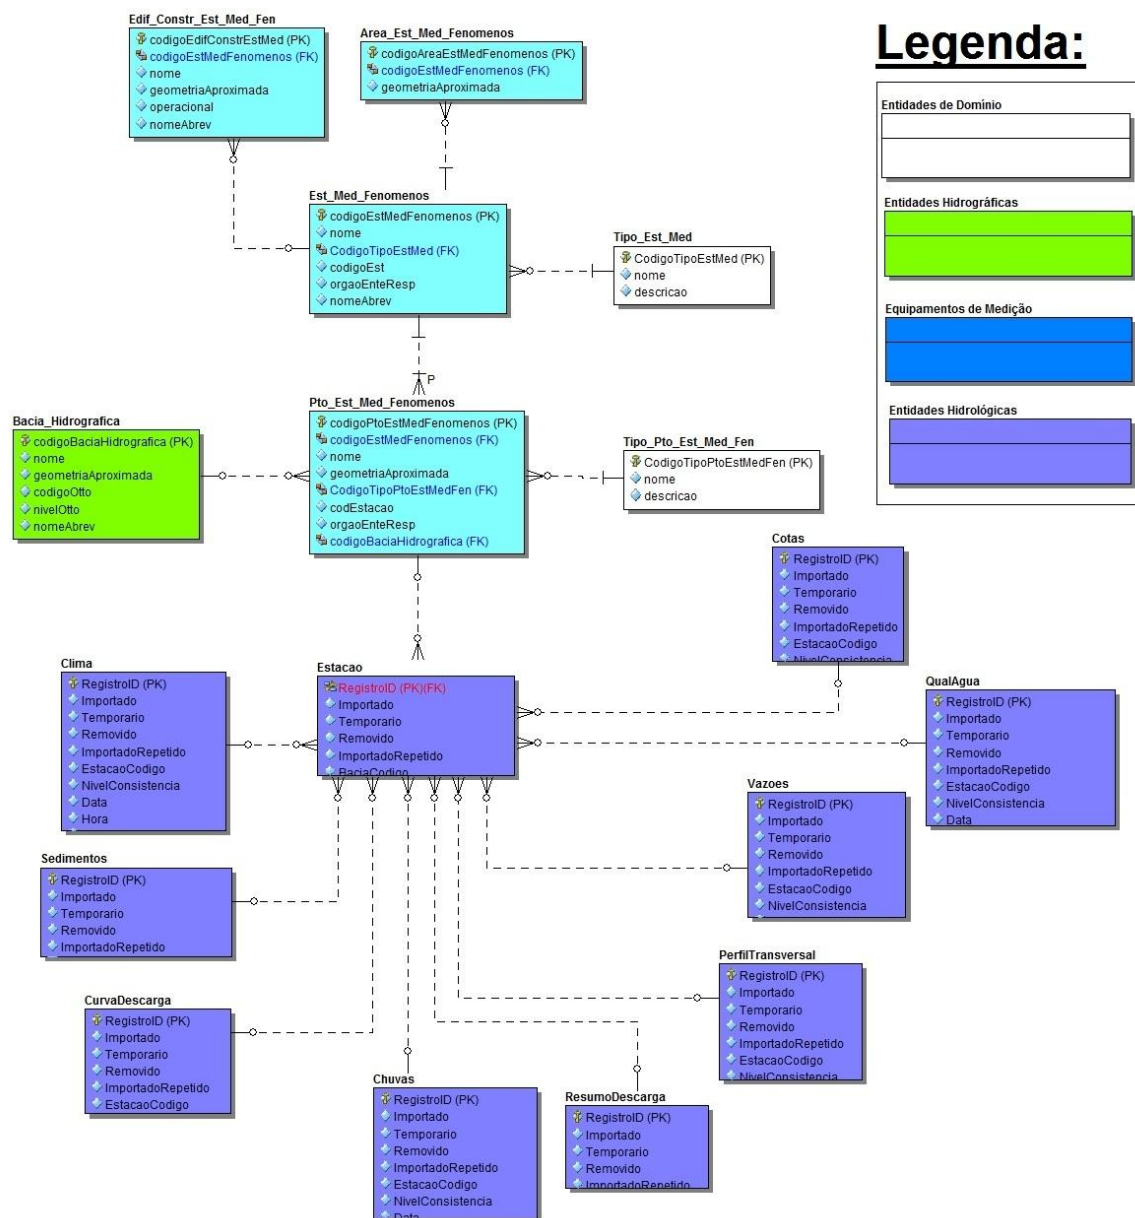 Edif_Constr_Est_Med_Fen
codigoEdifConstrEstMed (PK)
codigoEstMedFenomenos (FK)
nome
geometriaAproximada
operacional
nomeAbrev
Area_Est_Med_Fenomenos
codigoAreaEstMedFenomenos (PK)
codigoEstMedFenomenos (FK)
geometriaAproximada
Legenda:
Entidades de Domínio
Entidades Hidrográficas
Equipamentos de Medição
Entidades Hidrológicas
Est_Med_Fenomenos
codigoEstMedFenomenos (PK)
nome
CodigoTipoEstMed (FK)
codigoEst
orgaoEnteResp
nomeAbrev
Tipo_Est_Med
CodigoTipoEstMed (PK)
nome
descricao
P
Bacia_Hidrografica
codigoBaciaHidrografica (PK)
nome
geometriaAproximada
codigoOtto
nivelOtto
nomeAbrev
Pto_Est_Med_Fenomenos
codigoPtoEstMedFenomenos (PK)
codigoEstMedFenomenos (FK)
nome
geometriaAproximada
CodigoTipoPtoEstMedFen (FK)
codEstacao
orgaoEnteResp
codigoBaciaHidrografica (FK)
Tipo_Pto_Est_Med_Fen
CodigoTipoPtoEstMedFen (PK)
nome
descricao
Cotas
RegistroID (PK)
Importado
Temporario
Removido
ImportadoRepetido
EstacaoCodigo
NivelConsistencia
Clima
RegistroID (PK)
Importado
Temporario
Removido
ImportadoRepetido
EstacaoCodigo
NivelConsistencia
Data
Hora
Estacao
RegistroID (PK)(FK)
Importado
Temporario
Removido
ImportadoRepetido
BaciaCodigo
QualAgua
RegistroID (PK)
Importado
Temporario
Removido
ImportadoRepetido
EstacaoCodigo
NivelConsistencia
Data
Vazoes
RegistroID (PK)
Importado
Temporario
Removido
ImportadoRepetido
EstacaoCodigo
NivelConsistencia
Sedimentos
RegistroID (PK)
Importado
Temporario
Removido
ImportadoRepetido
PerfilTransversal
RegistroID (PK)
Importado
Temporario
Removido
ImportadoRepetido
EstacaoCodigo
NivelConsistencia
CurvaDescarga
RegistroID (PK)
Importado
Temporario
Removido
ImportadoRepetido
EstacaoCodigo
Chuvas
RegistroID (PK)
Importado
Temporario
Removido
ImportadoRepetido
EstacaoCodigo
NivelConsistencia
Data
ResumoDescarga
RegistroID (PK)
Importado
Temporario
Removido
ImportadoRepetido